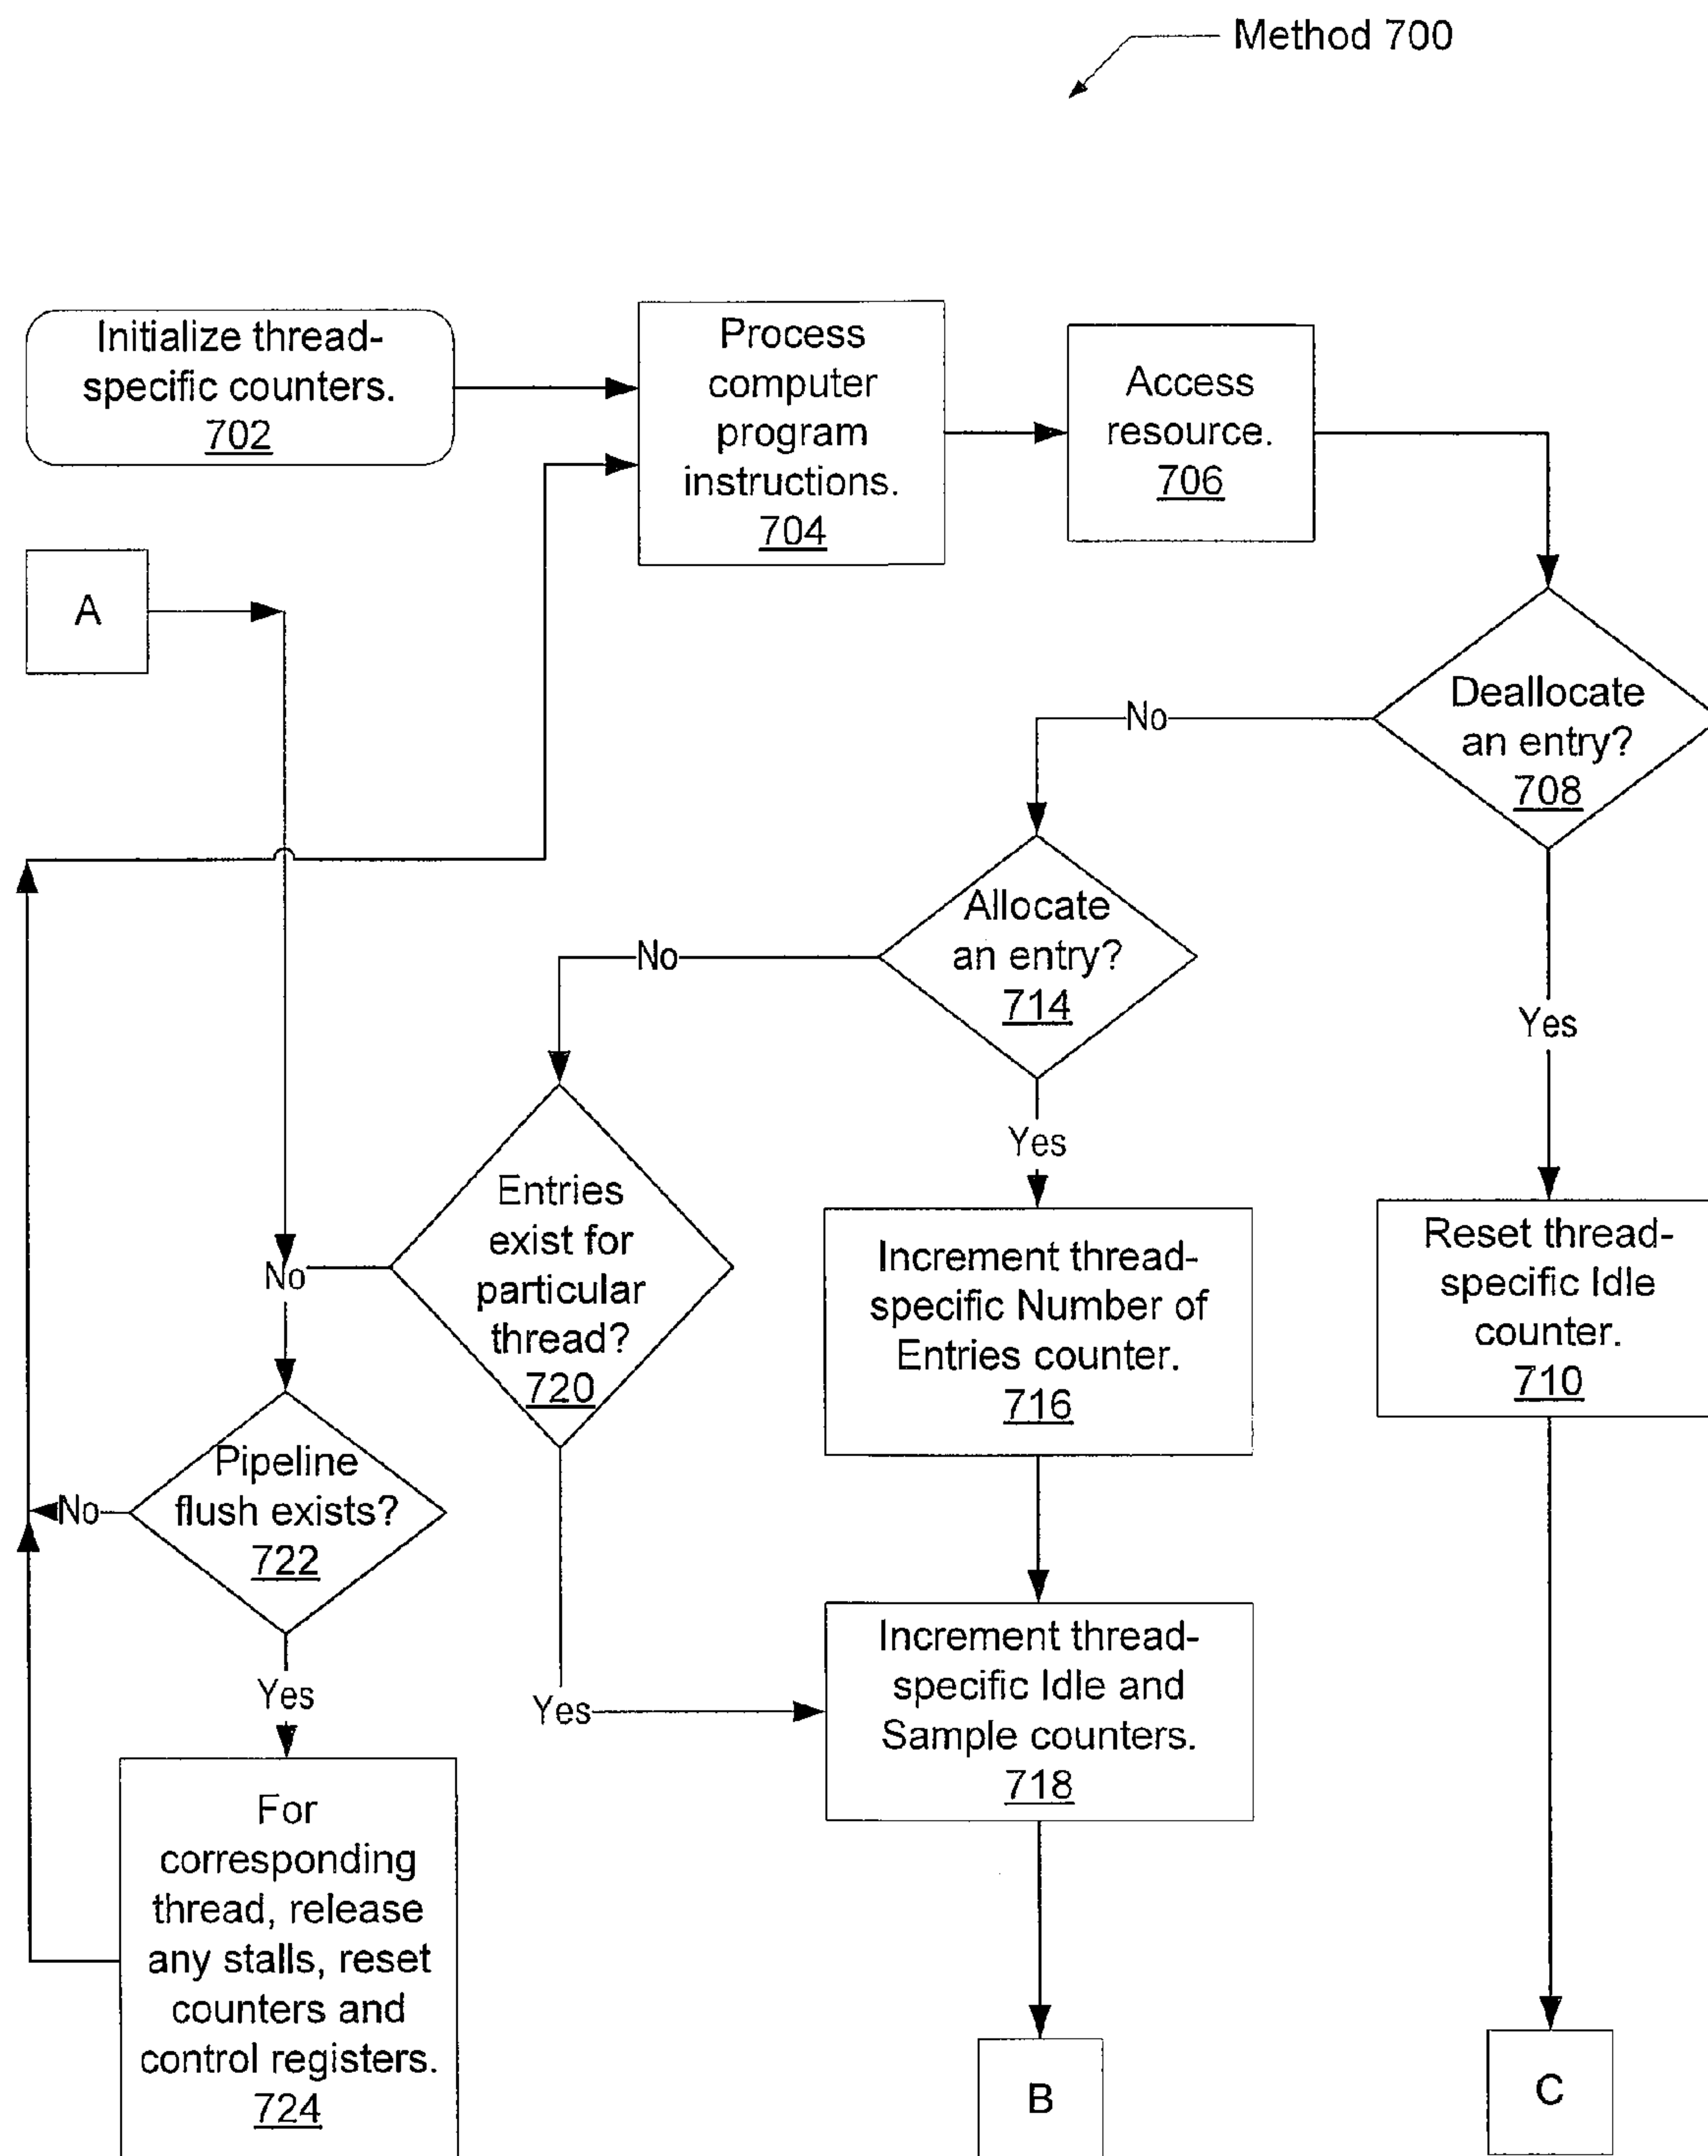 Method 700
Initialize thread-
specific counters.
702
Process
computer
program
instructions.
704
Access
resource.
706
A
Deallocate
an entry?
708
No
Allocate
an entry?
714
No
Yes
Yes
Entries
exist for
particular
thread?
720
No
Increment thread-
specific Number of
Entries counter.
716
Reset thread-
specific Idle
counter.
710
Pipeline
flush exists?
722
No
Yes
Yes
Increment thread-
specific Idle and
Sample counters.
718
For
corresponding
thread, release
any stalls, reset
counters and
control registers.
724
B
C